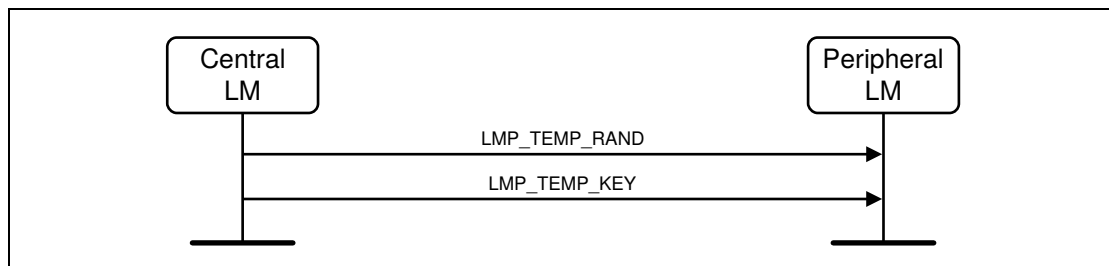 Central
LM
Peripheral
LM
LMP_TEMP_RAND
LMP_TEMP_KEY